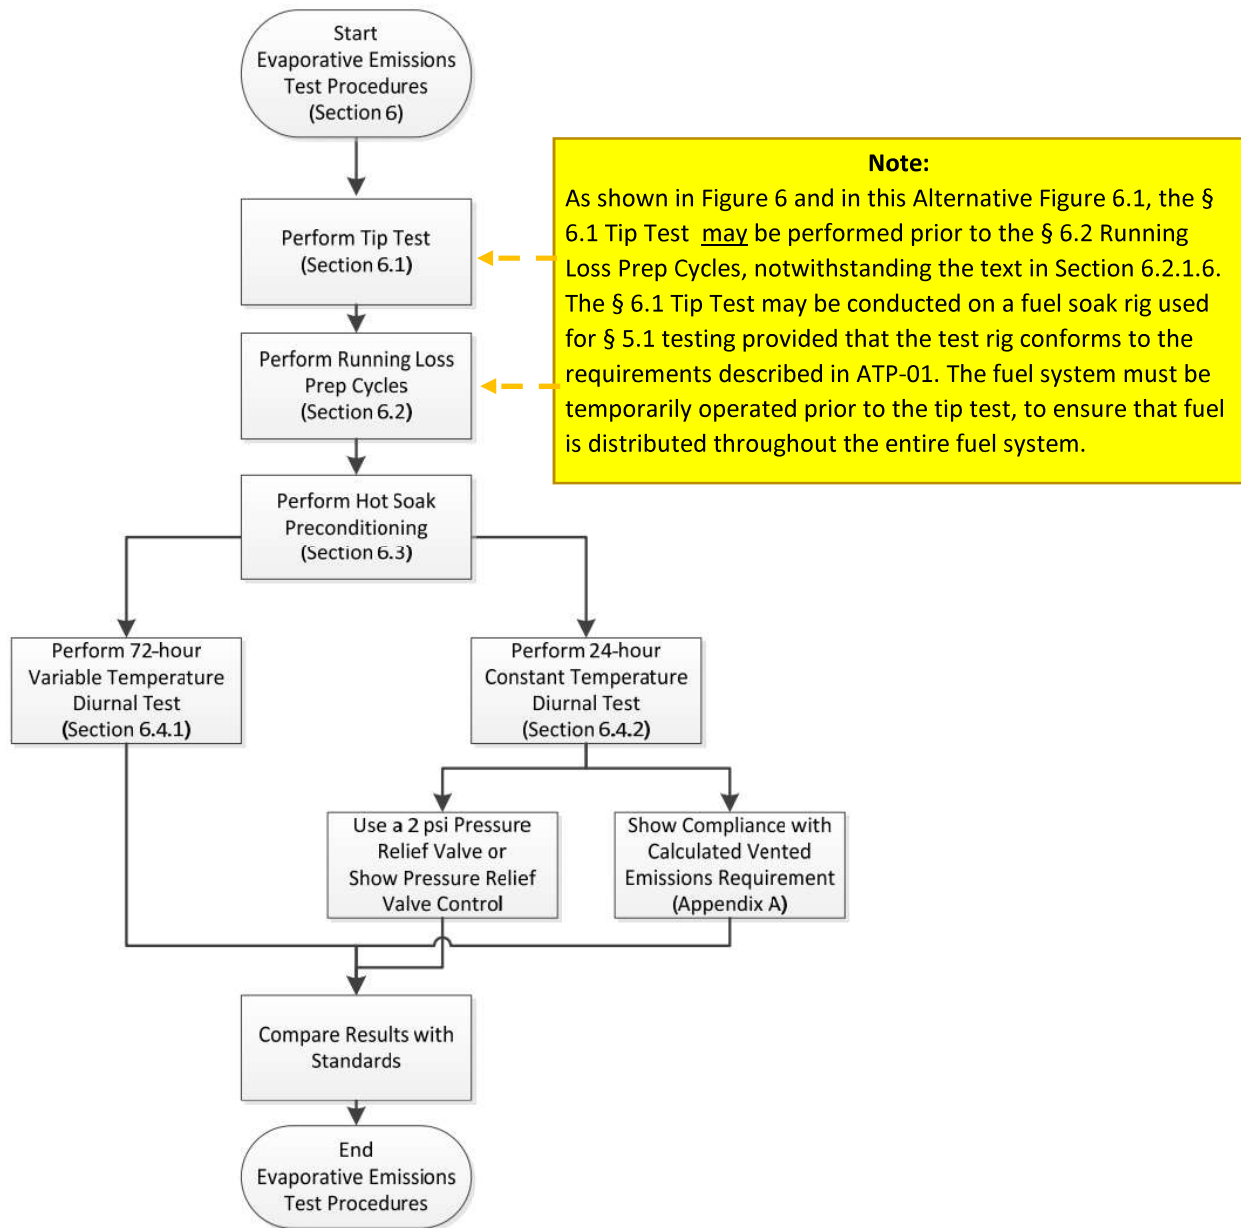 Start
Evaporative Emissions
Test Procedures
(Section 6)
Note:
As shown in Figure 6 and in this Alternative Figure 6.1, the §
6.1 Tip Test may be performed prior to the § 6.2 Running
Loss Prep Cycles, notwithstanding the text in Section 6.2.1.6.
The § 6.1 Tip Test may be conducted on a fuel soak rig used
for § 5.1 testing provided that the test rig conforms to the
requirements described in ATP-01. The fuel system must be
temporarily operated prior to the tip test, to ensure that fuel
is distributed throughout the entire fuel system.
Perform Tip Test
(Section 6.1)
Perform Running Loss
Prep Cycles
(Section 6.2)
Perform Hot Soak
Preconditioning
(Section 6.3)
Perform 72-hour
Variable Temperature
Diurnal Test
(Section 6.4.1)
Perform 24-hour
Constant Temperature
Diurnal Test
(Section 6.4.2)
Use a 2 psi Pressure
Relief Valve or
Show Pressure Relief
Valve Control
Show Compliance with
Calculated Vented
Emissions Requirement
(Appendix A)
Compare Results with
Standards
End
Evaporative Emissions
Test Procedures